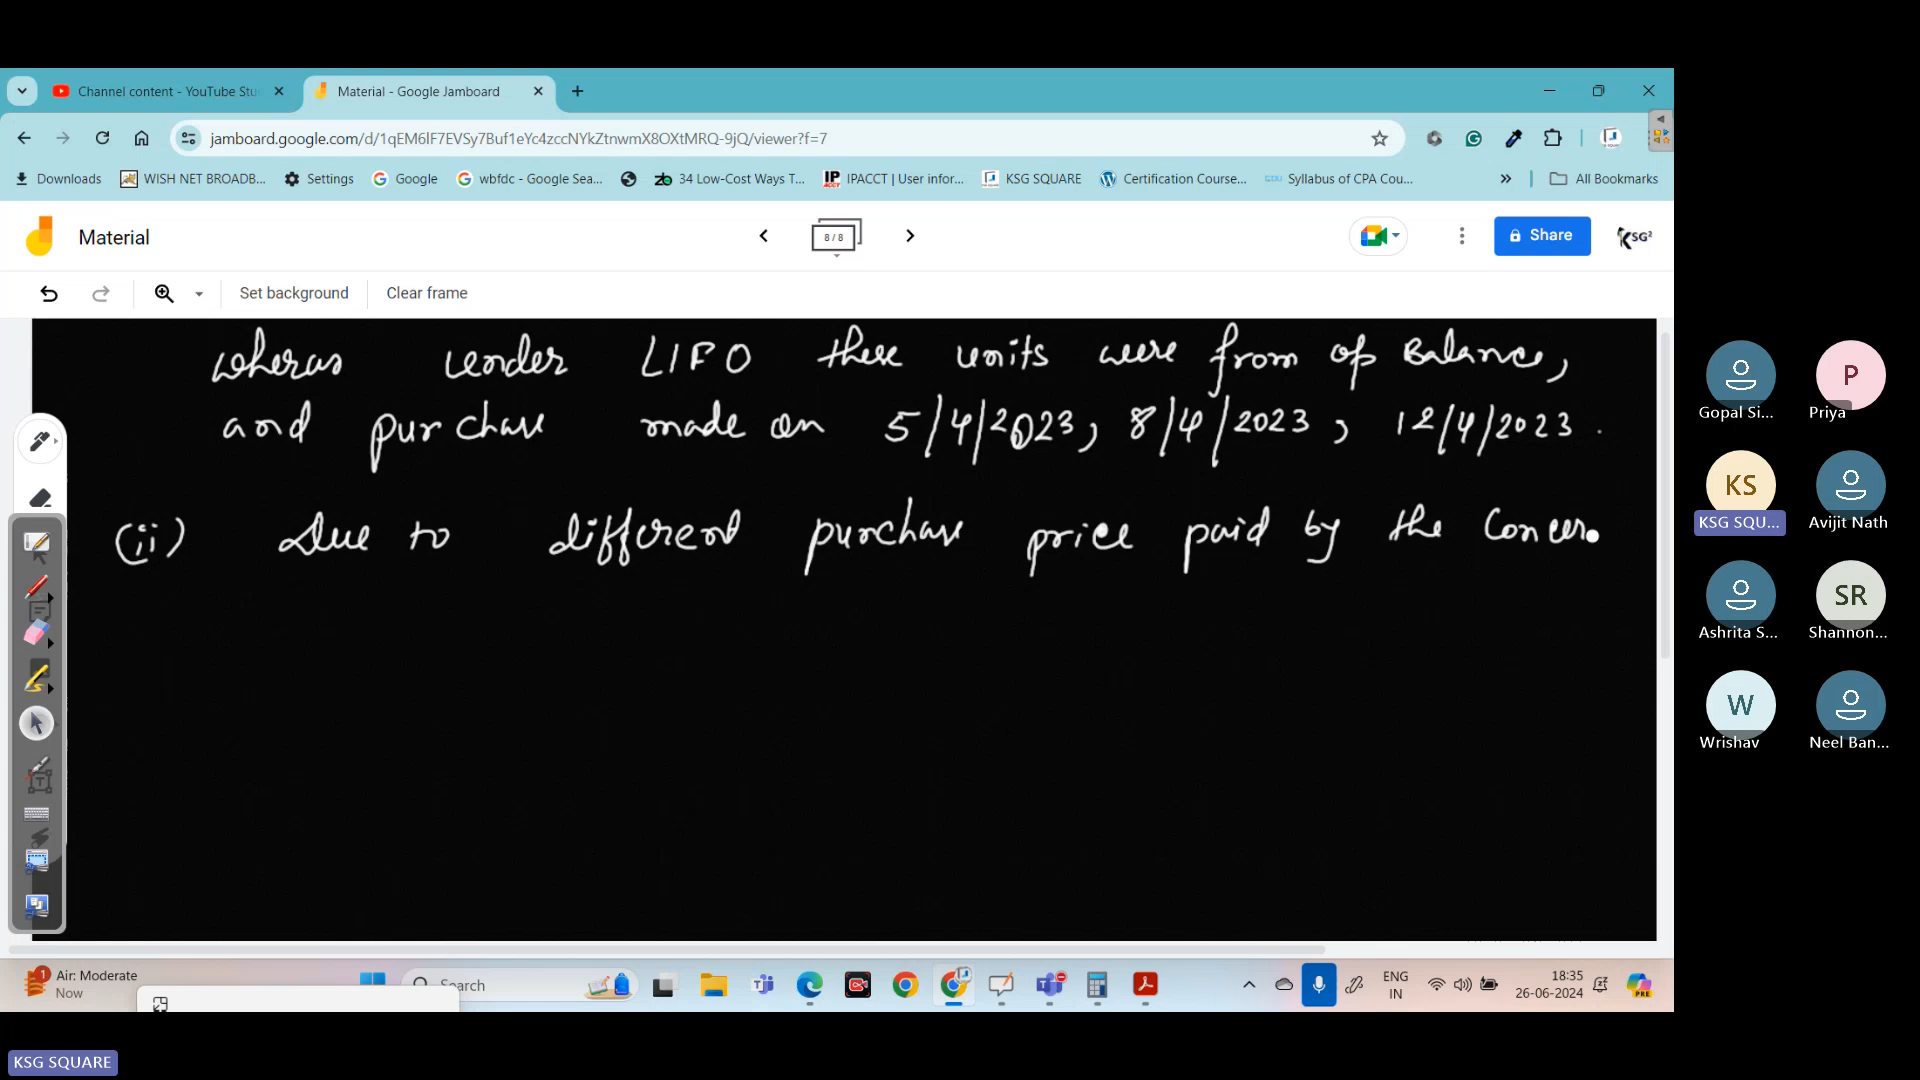 Channel content - YouTube Stu
Material - Google Jamboard
jamboard.google.com/d/1qEM6lF7EVSy7Buf1eYc4zccNYkZtnwmX8OXtMRQ-9jQ/viewer?f=7
Downloads WISH NET BROADB... Settings Google wbfdc - Google Sea... 34 Low-Cost Ways T... IPACCT | User infor... KSG SQUARE Certification Course... Syllabus of CPA Cou... » All Bookmarks
Material 8 / 8 Share KSG²
Set background Clear frame
wheras under LIFO these units were from op Balance,
and purchase made on 5/4/2023, 8/4/2023, 12/4/2023.
(ii) Due to different purchase price paid by the Concer
Gopal Si... P Priya
KS KSG SQU... Avijit Nath
Ashrita S... SR Shannon...
W Wrishav Neel Ban...
1 Air: Moderate
Now
Search
ENG
IN
18:35
26-06-2024
PRE
KSG SQUARE